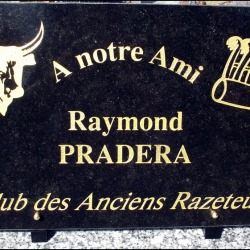 A notre Ami
Raymond
PRADERA
lub des Anciens Razeteu